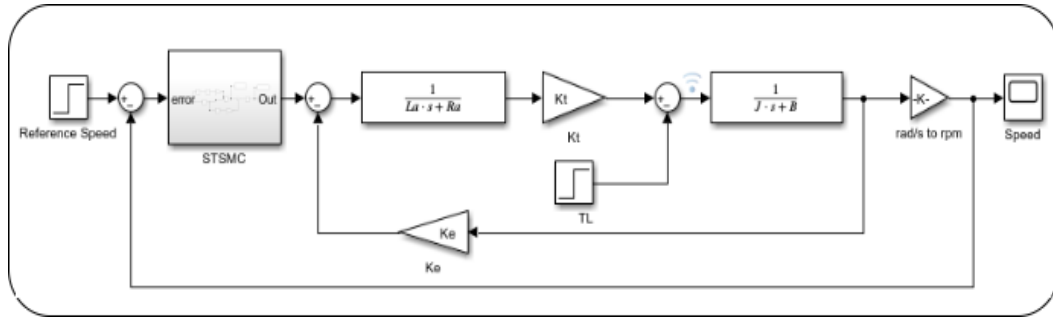 Reference Speed
+
-
error
Out
STSMC
+
-
1
La · s + Ra
Kt
Kt
+
-
TL
1
J · s + B
-K-
rad/s to rpm
Speed
Ke
Ke